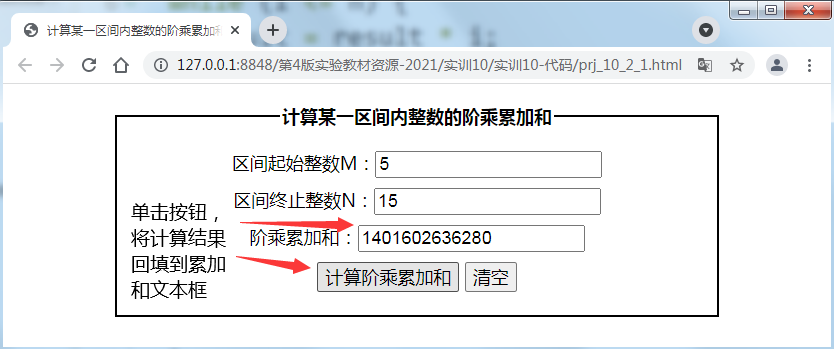 while (i <= n) {
= result * i;
计算某一区间内整数的阶乘累加和
127.0.0.1:8848/第4版实验教材资源-2021/实训10/实训10-代码/prj_10_2_1.html
计算某一区间内整数的阶乘累加和
区间起始整数M：5
区间终止整数N：15
阶乘累加和：1401602636280
计算阶乘累加和 清空
单击按钮，
将计算结果
回填到累加
和文本框